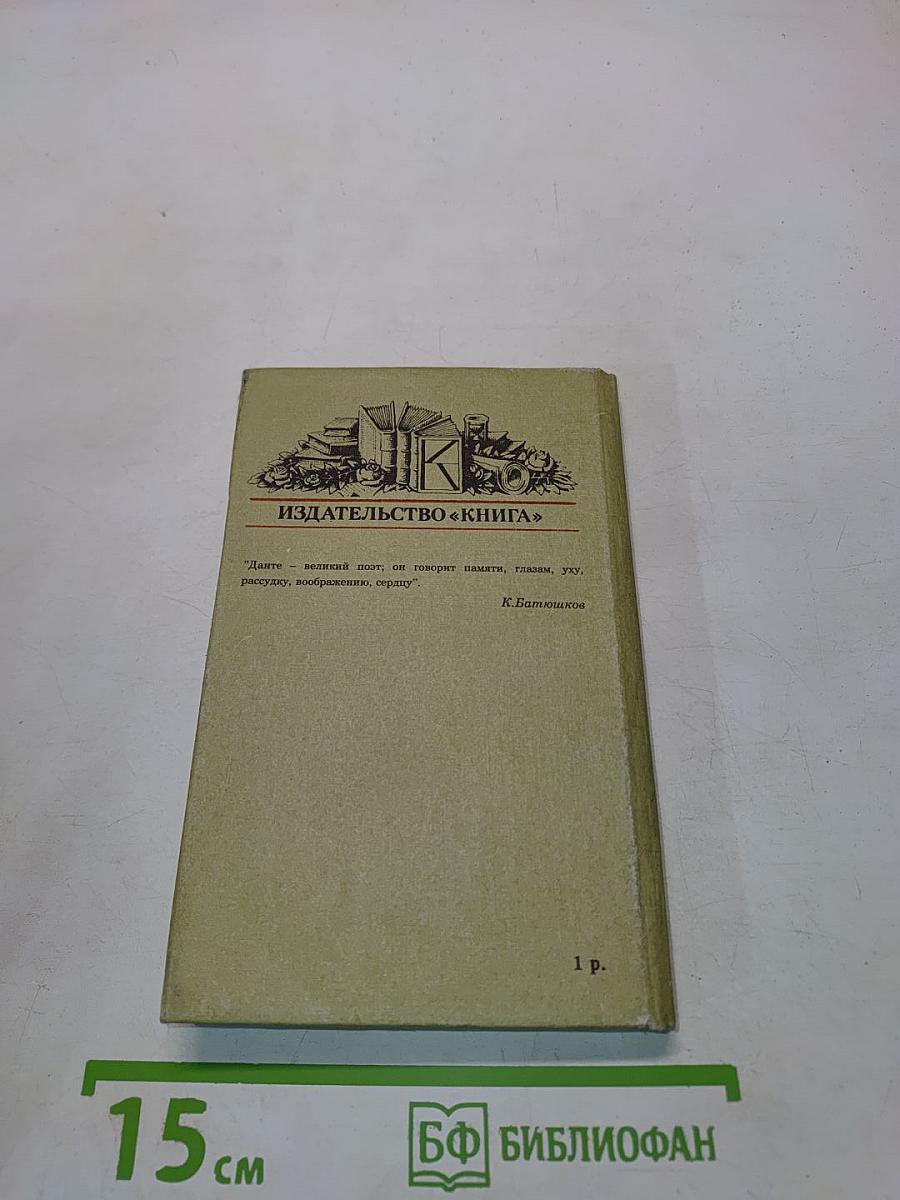 К
ИЗДАТЕЛЬСТВО «КНИГА»
"Данте – великий поэт; он говорит памяти, глазам, уху,
рассудку, воображению, сердцу".
К.Батюшков
1 р.
15 см
БФ БИБЛИОФАН